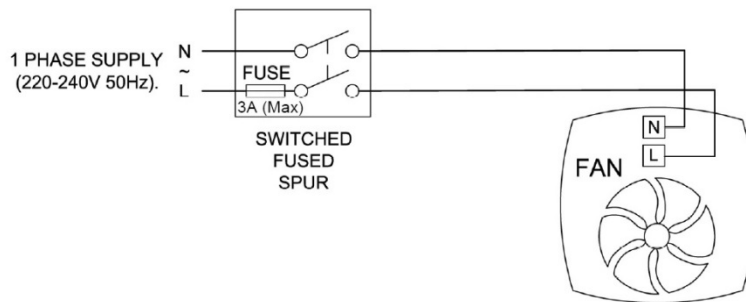 1 PHASE SUPPLY
(220-240V 50Hz).
N
~
L
FUSE
3A (Max)
SWITCHED
FUSED
SPUR
N
L
FAN